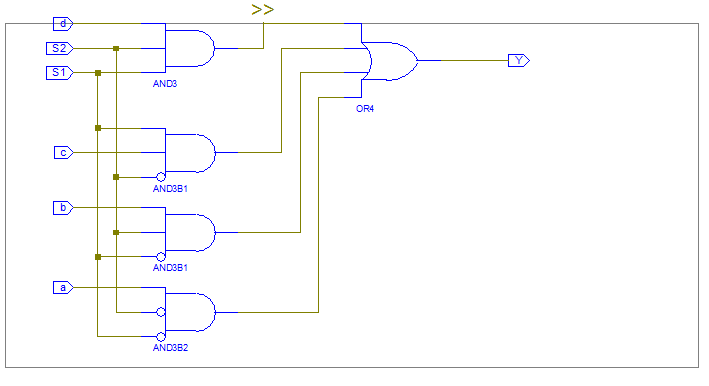 >>
d
S2
S1
AND3
Y
OR4
c
AND3B1
b
AND3B1
a
AND3B2